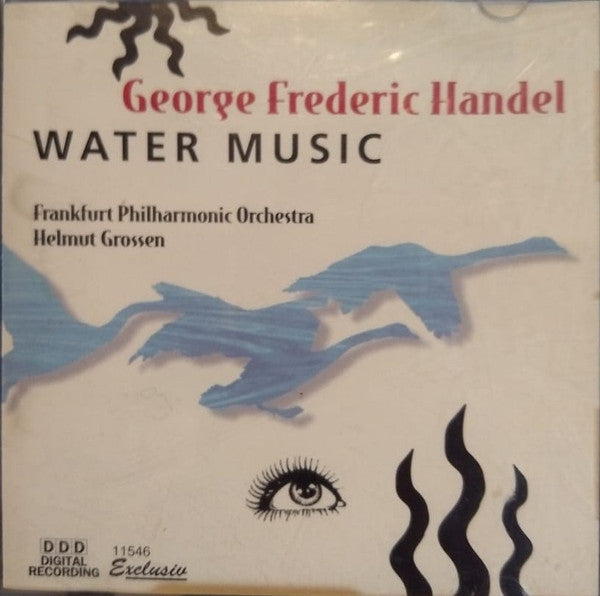 George Frederic Handel
WATER MUSIC
Frankfurt Philharmonic Orchestra
Helmut Grossen
DDD
DIGITAL
RECORDING
11546
Exclusiv